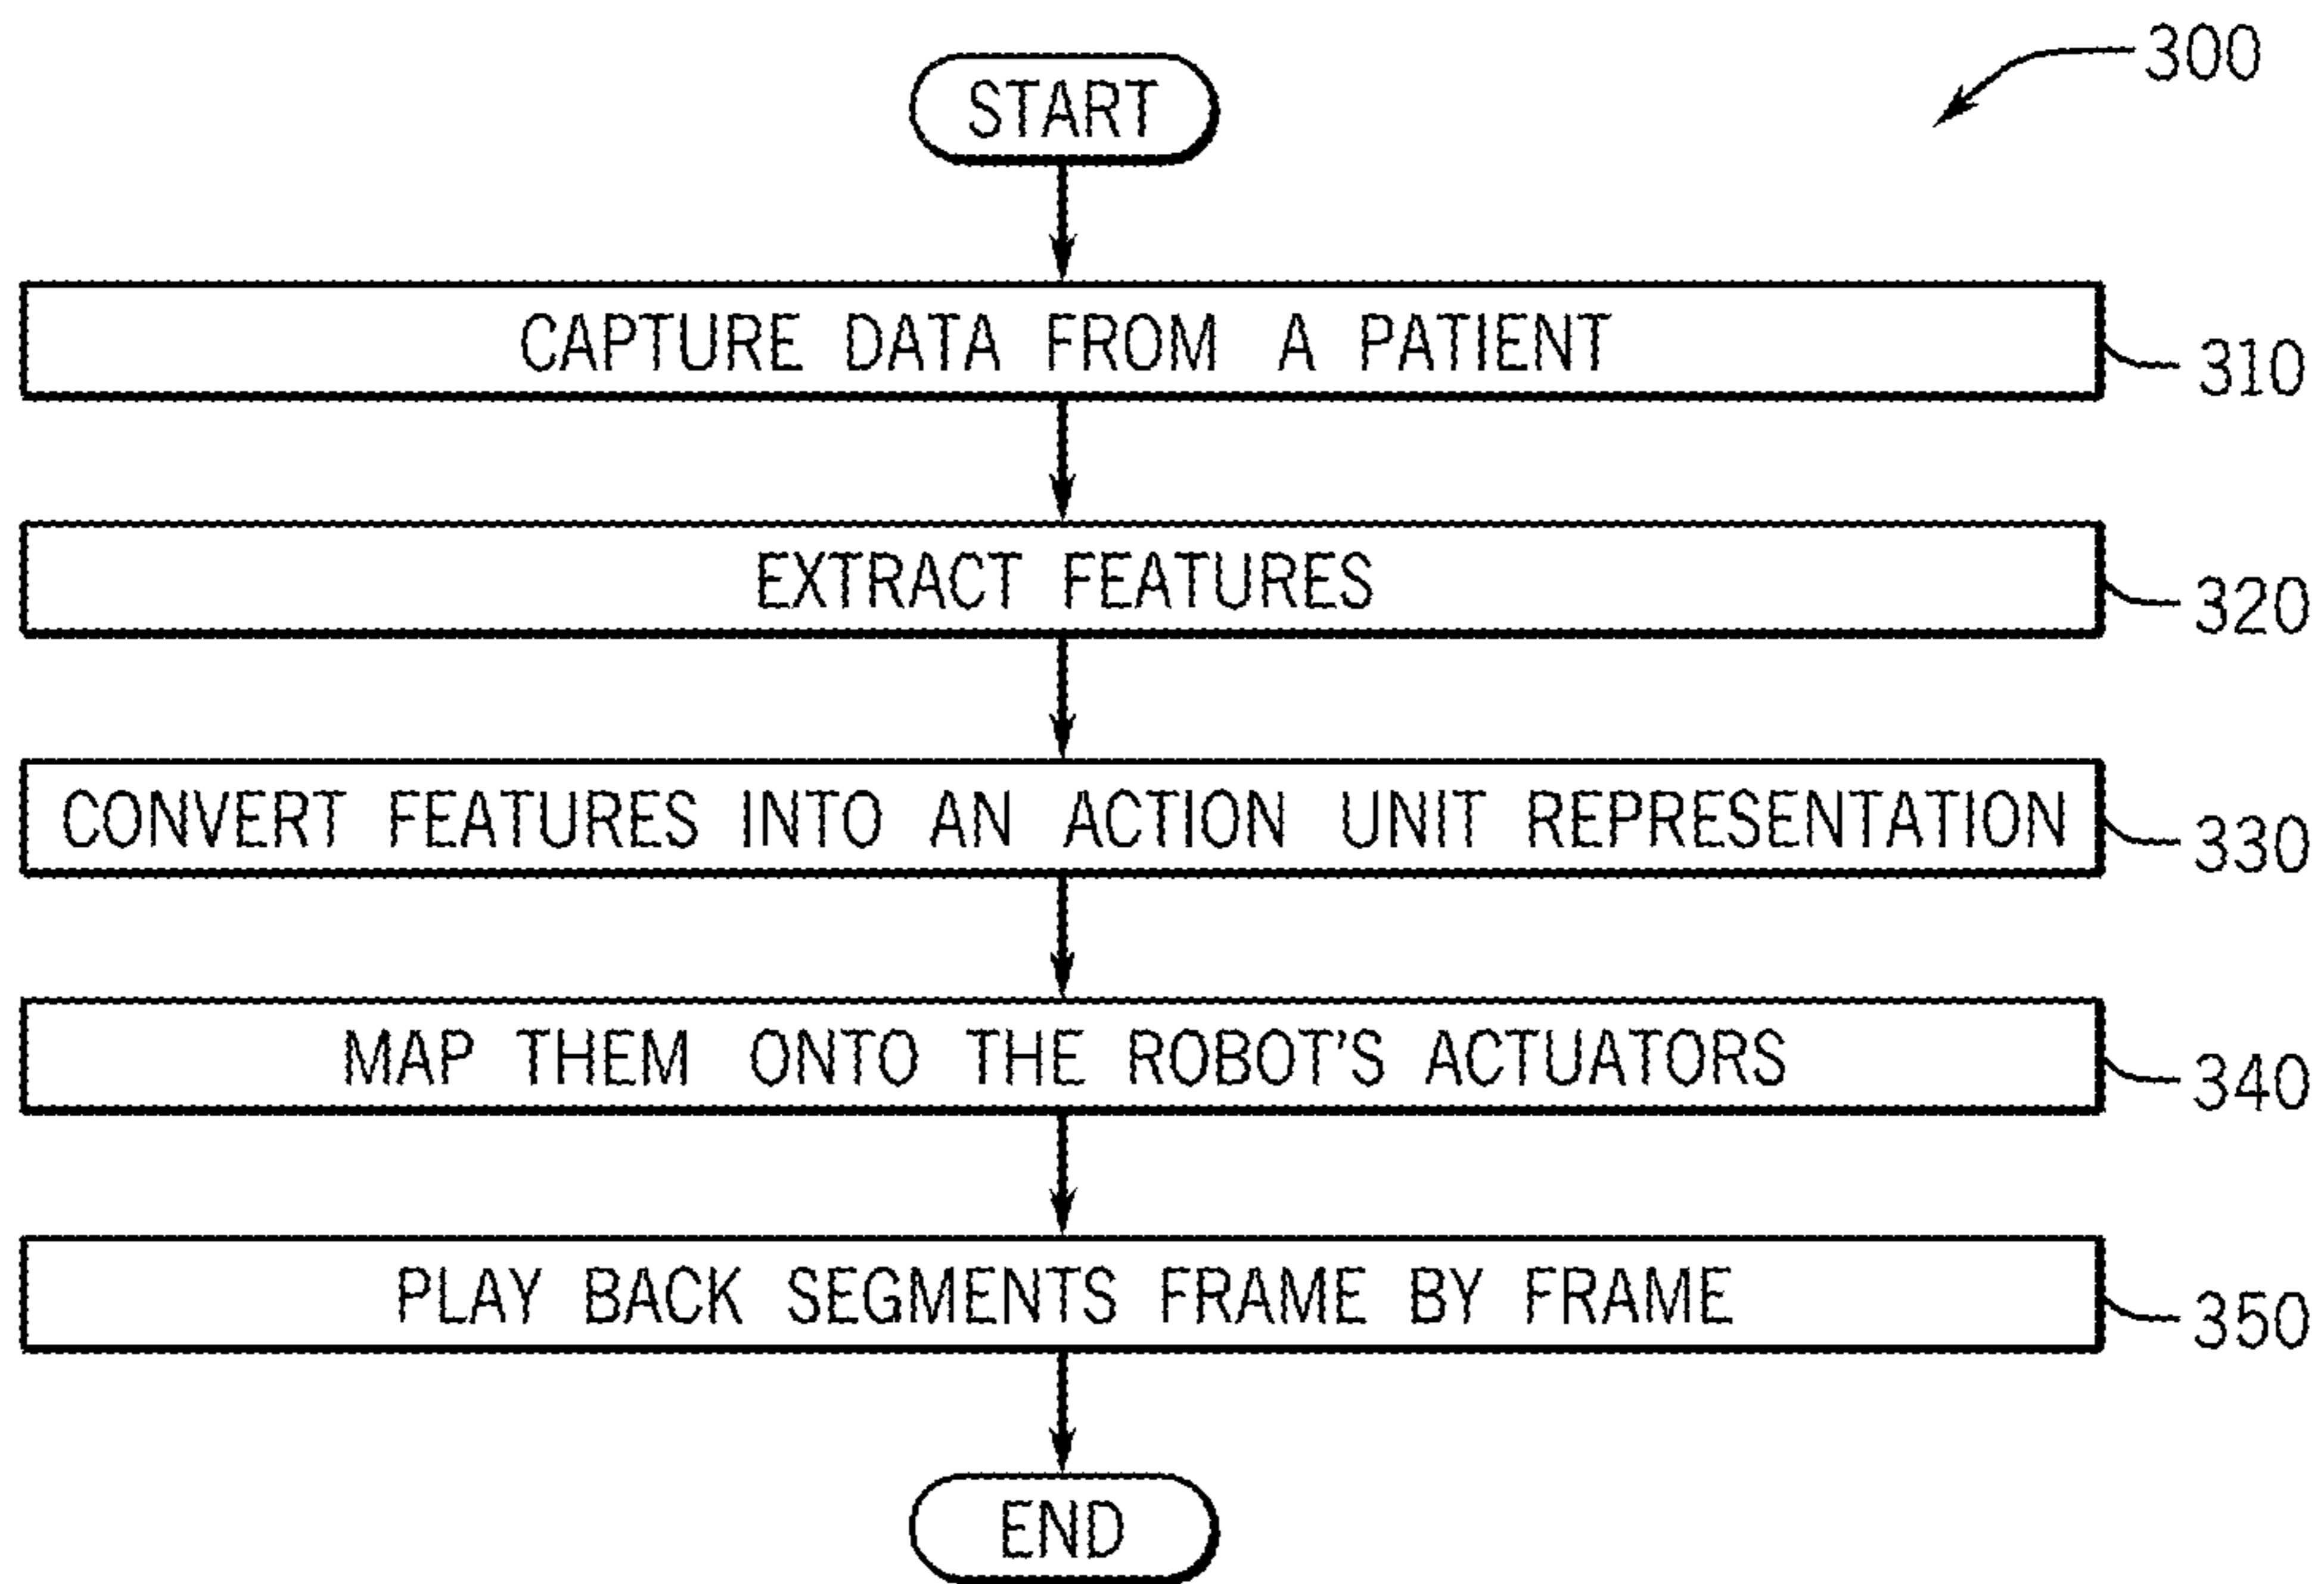 300
START
CAPTURE DATA FROM A PATIENT
310
EXTRACT FEATURES
320
CONVERT FEATURES INTO AN ACTION UNIT REPRESENTATION
330
MAP THEM ONTO THE ROBOT'S ACTUATORS
340
PLAY BACK SEGMENTS FRAME BY FRAME
350
END